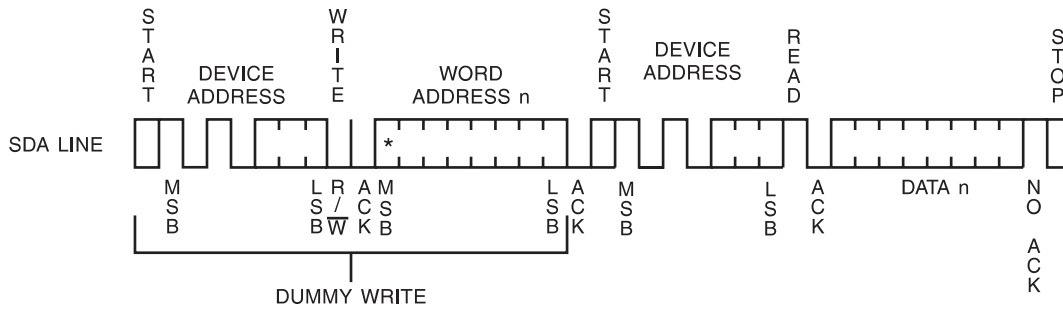 START
WRITE
START
READ
STOP
DEVICE
ADDRESS
WORD
ADDRESS n
DEVICE
ADDRESS
SDA LINE
*
MSB
LSB
R/W̅
ACK
MSB
LSB
ACK
MSB
LSB
ACK
DATA n
NO ACK
DUMMY WRITE